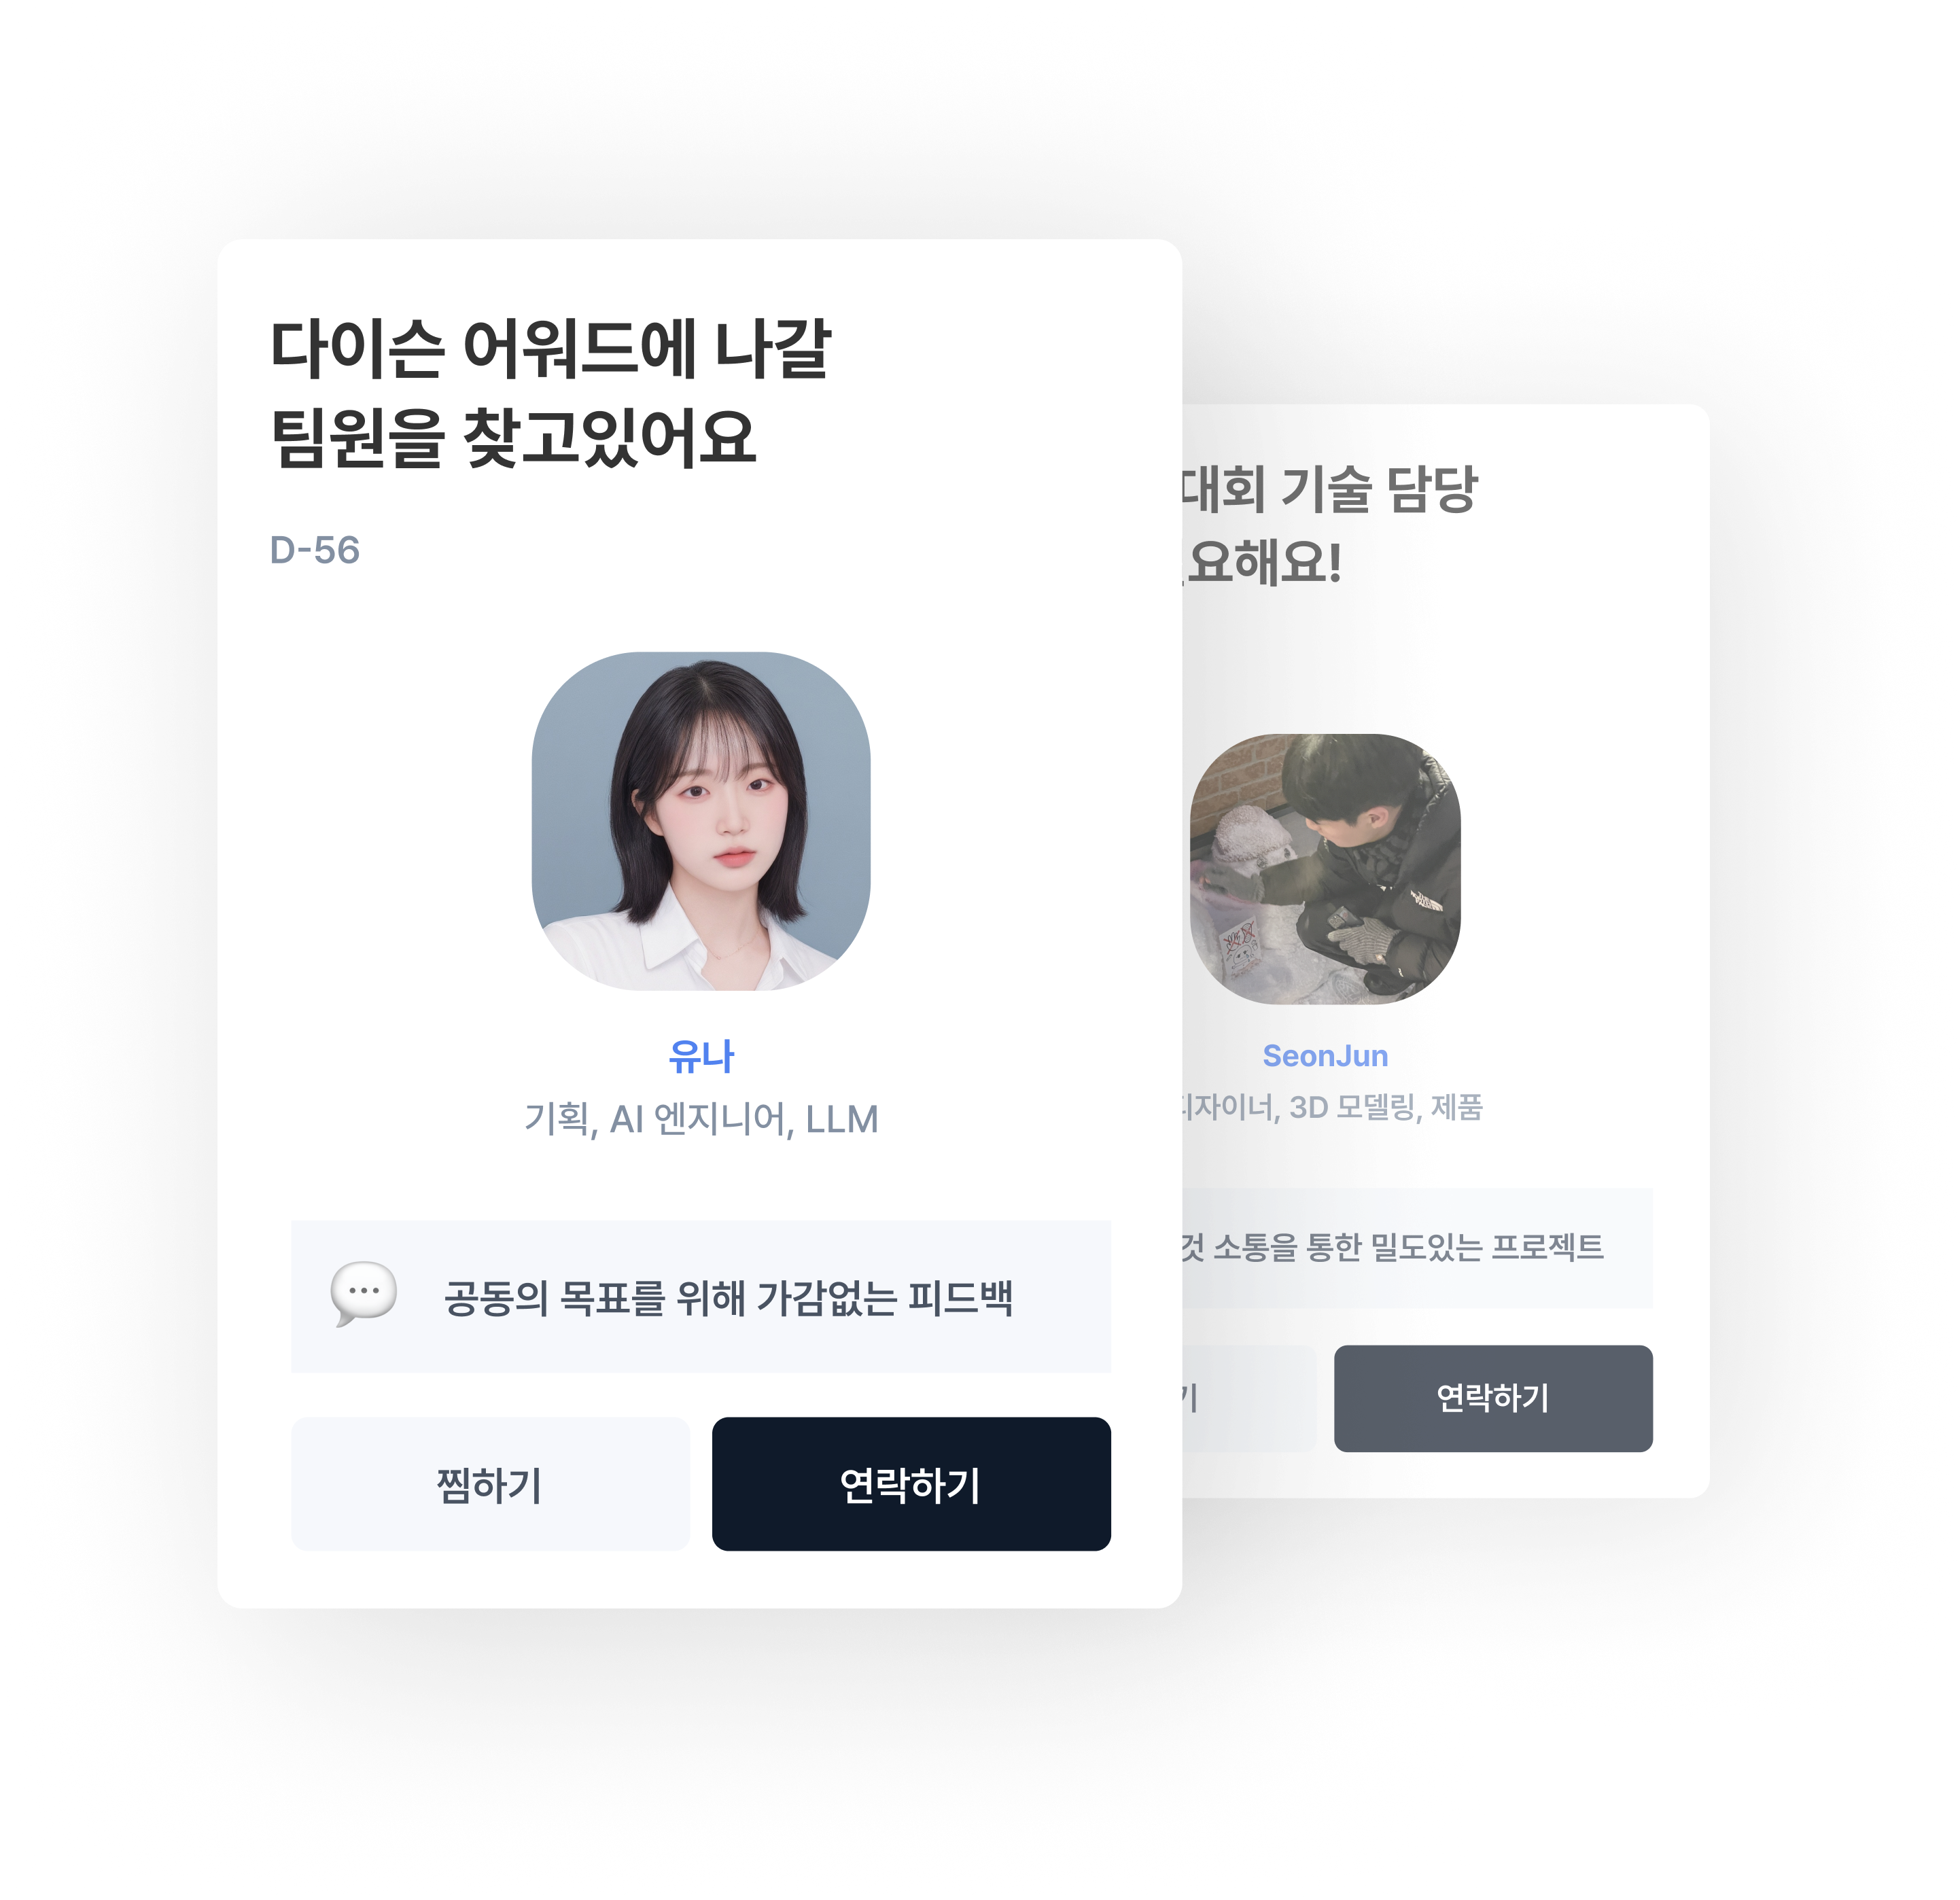 다이슨 어워드에 나갈
팀원을 찾고있어요
D-56
유나
기획, AI 엔지니어, LLM
공동의 목표를 위해 가감없는 피드백
찜하기
연락하기
대회 기술 담당
요해요!
SeonJun
디자이너, 3D 모델링, 제품
것 소통을 통한 밀도있는 프로젝트
기
연락하기